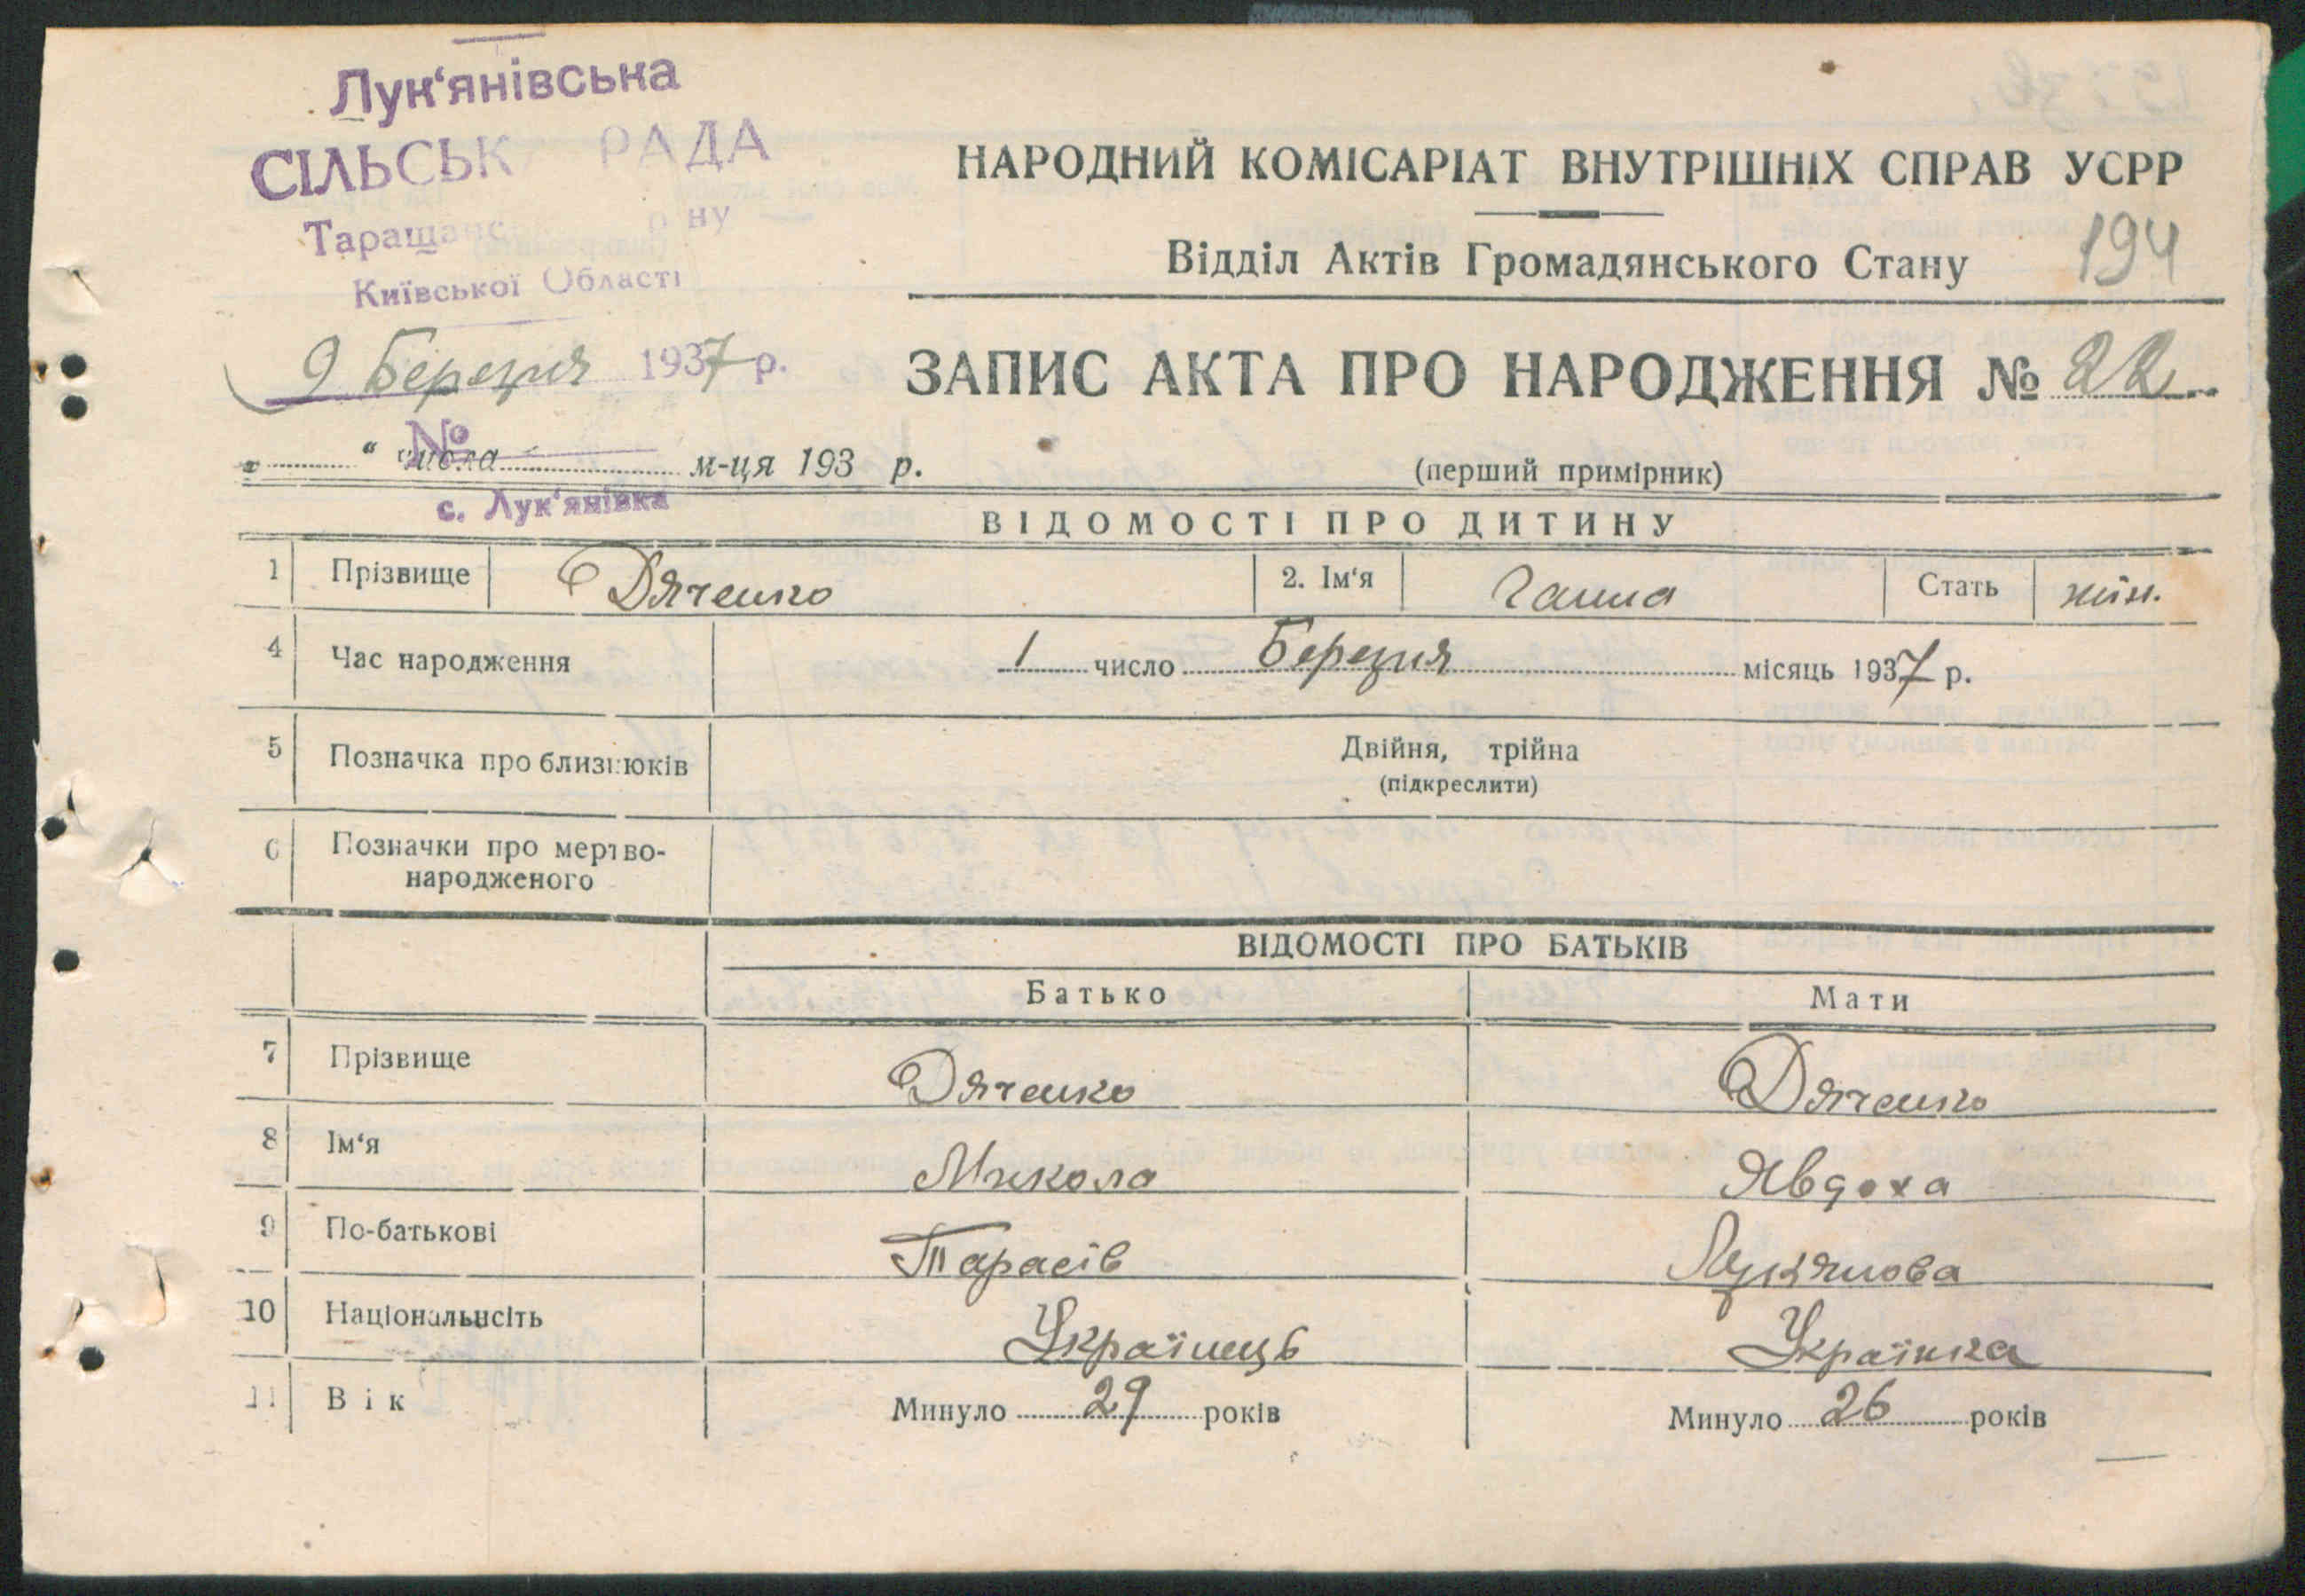 Лук‘янівська
СІЛЬСЬК РАДА
Таращанс ну
Київської Області
9 Березня 1937 р.
№
„ “ числа м-ця 193 р.
с. Лук‘янівка
НАРОДНИЙ КОМІСАРІАТ ВНУТРІШНІХ СПРАВ УСРР
Відділ Актів Громадянського Стану 194
ЗАПИС АКТА ПРО НАРОДЖЕННЯ № 22
(перший примірник)
ВІДОМОСТІ ПРО ДИТИНУ
1 Прізвище Дяченко 2. Ім‘я Ганна Стать жін.
4 Час народження 1 число Березня місяць 1937 р.
5 Позначка про близнюків Двійня, трійна
(підкреслити)
6 Позначки про мертво-
народженого
ВІДОМОСТІ ПРО БАТЬКІВ
Батько Мати
7 Прізвище Дяченко Дяченко
8 Ім‘я Микола Явдоха
9 По-батькові Тарасів Лукянова
10 Національність Українець Українка
11 Вік Минуло 29 років Минуло 26 років